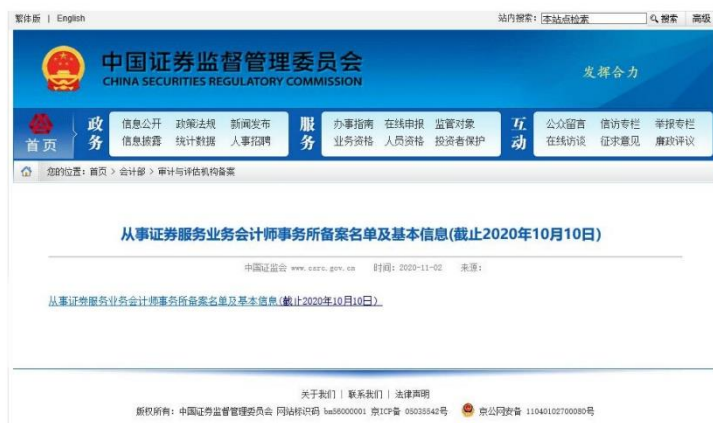 繁体版 | English
站内搜索: 本站点检索 搜索 高级
中国证券监督管理委员会
CHINA SECURITIES REGULATORY COMMISSION
发挥合力
首页
政务
信息公开 政策法规 新闻发布
信息披露 统计数据 人事招聘
服务
办事指南 在线申报 监管对象
业务资格 人员资格 投资者保护
互动
公众留言 信访专栏 举报专栏
在线访谈 征求意见 廉政评议
您的位置: 首页 > 会计部 > 审计与评估机构备案
从事证券服务业务会计师事务所备案名单及基本信息(截止2020年10月10日)
中国证监会 www.csrc.gov.cn 时间: 2020-11-02 来源:
从事证券服务业务会计师事务所备案名单及基本信息(截止2020年10月10日)
关于我们 | 联系我们 | 法律声明
版权所有: 中国证券监督管理委员会 网站标识码 bm56000001 京ICP备 05035542号 京公网安备 11040102700080号